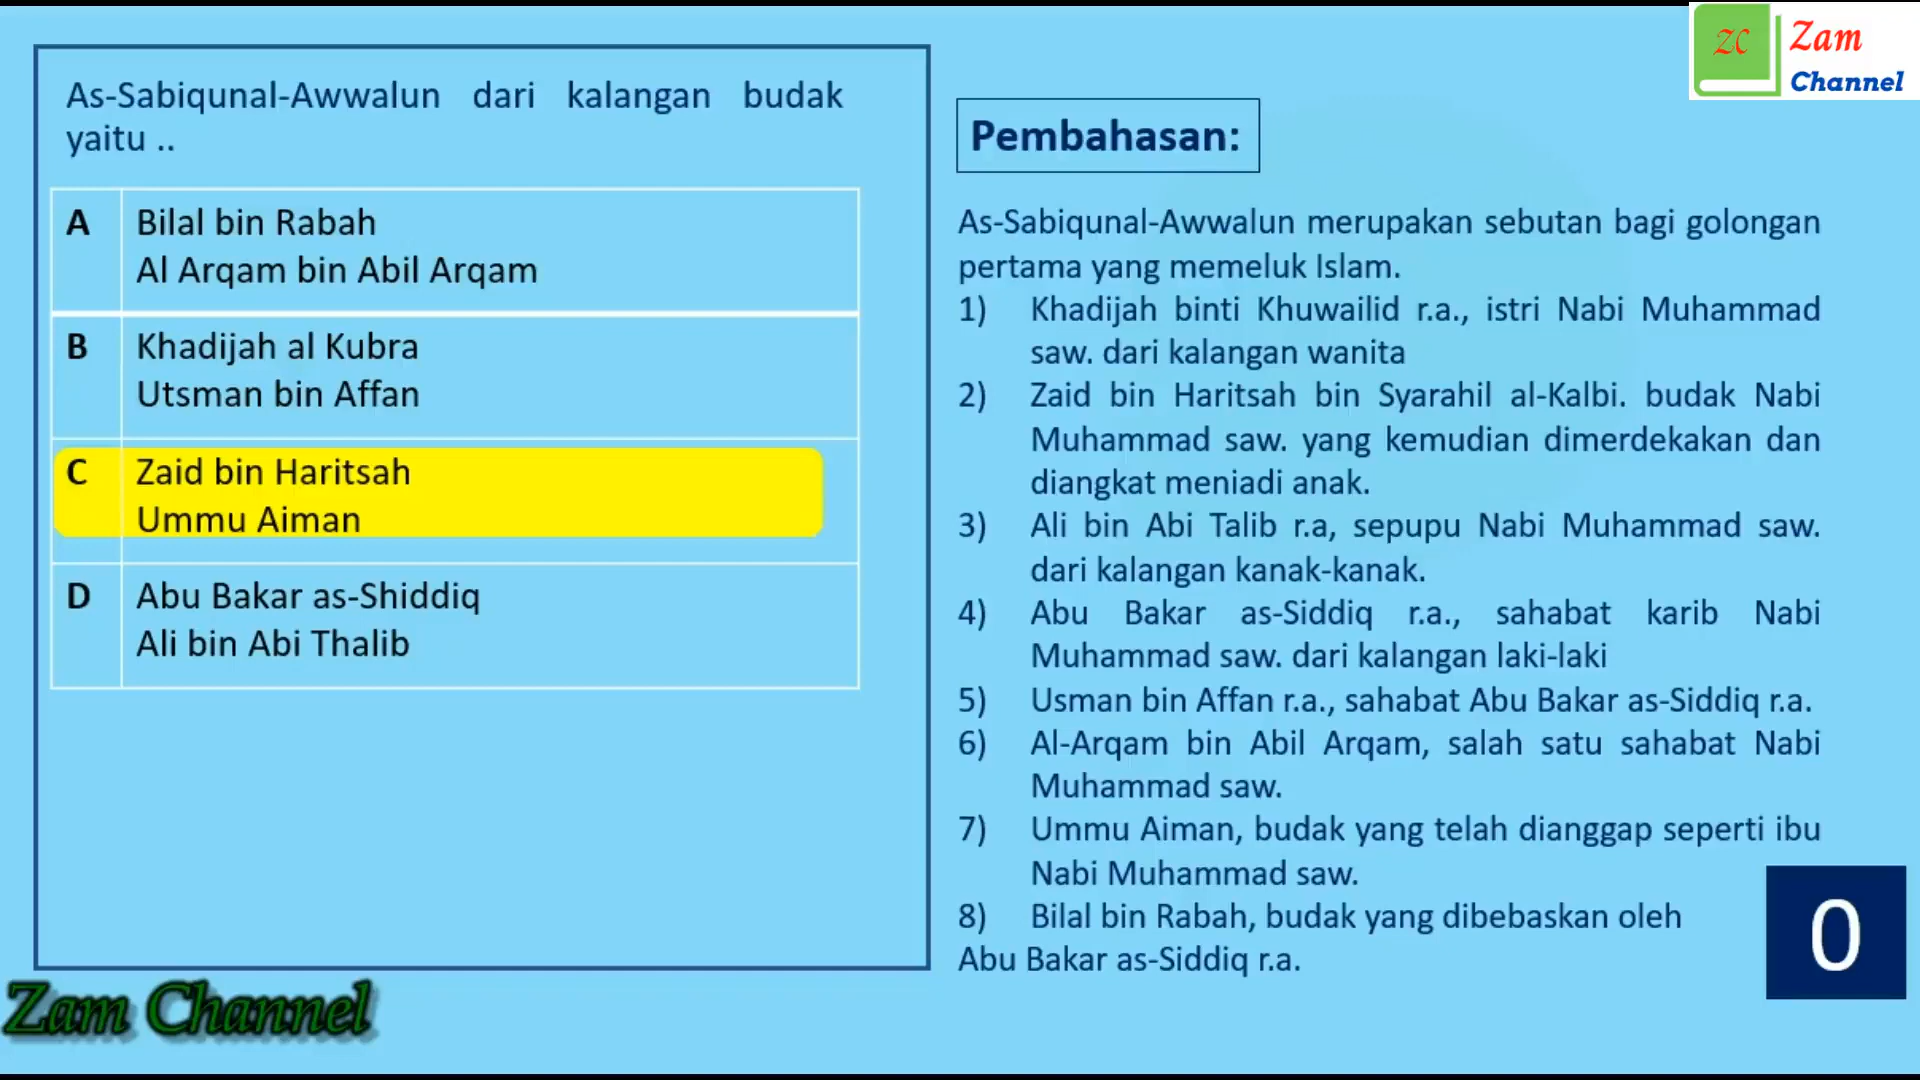 ZC Zam
Channel
As-Sabiqunal-Awwalun dari kalangan budak
yaitu ..
A Bilal bin Rabah
Al Arqam bin Abil Arqam
B Khadijah al Kubra
Utsman bin Affan
C Zaid bin Haritsah
Ummu Aiman
D Abu Bakar as-Shiddiq
Ali bin Abi Thalib
Pembahasan:
As-Sabiqunal-Awwalun merupakan sebutan bagi golongan
pertama yang memeluk Islam.
1) Khadijah binti Khuwailid r.a., istri Nabi Muhammad
saw. dari kalangan wanita
2) Zaid bin Haritsah bin Syarahil al-Kalbi. budak Nabi
Muhammad saw. yang kemudian dimerdekakan dan
diangkat meniadi anak.
3) Ali bin Abi Talib r.a, sepupu Nabi Muhammad saw.
dari kalangan kanak-kanak.
4) Abu Bakar as-Siddiq r.a., sahabat karib Nabi
Muhammad saw. dari kalangan laki-laki
5) Usman bin Affan r.a., sahabat Abu Bakar as-Siddiq r.a.
6) Al-Arqam bin Abil Arqam, salah satu sahabat Nabi
Muhammad saw.
7) Ummu Aiman, budak yang telah dianggap seperti ibu
Nabi Muhammad saw.
8) Bilal bin Rabah, budak yang dibebaskan oleh
Abu Bakar as-Siddiq r.a.
0
Zam Channel